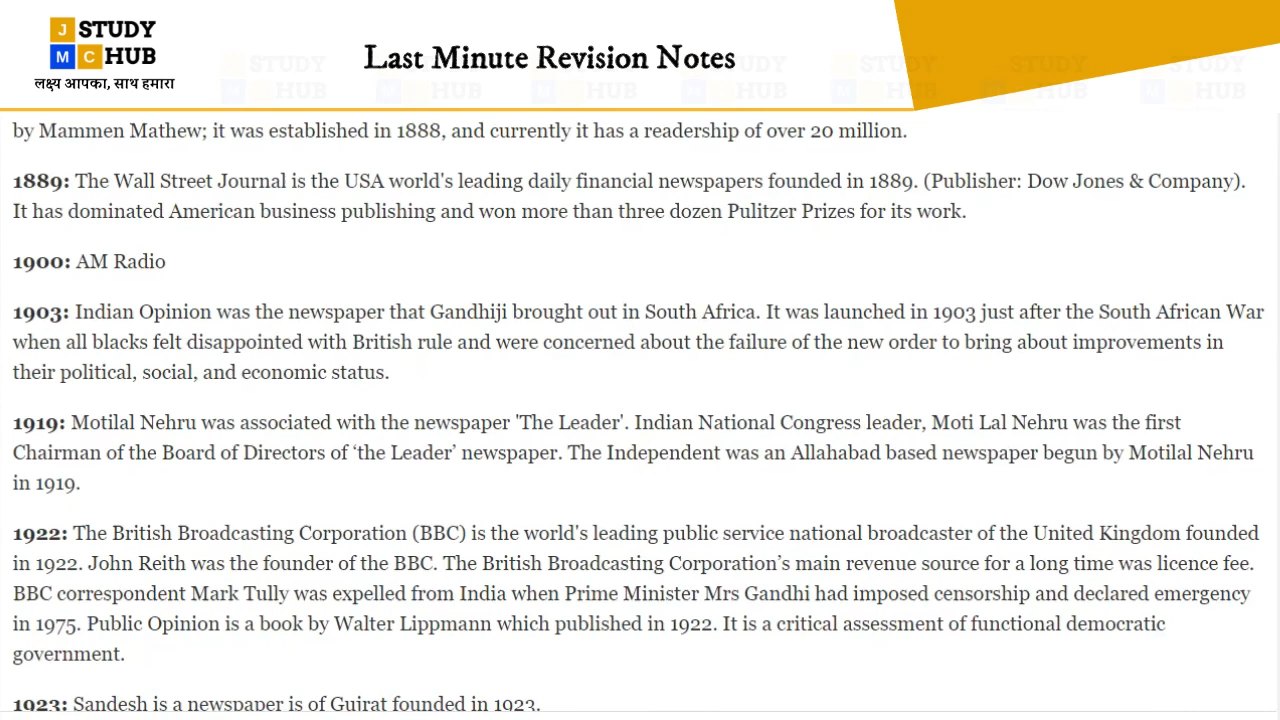 J STUDY
M C HUB
लक्ष्य आपका, साथ हमारा
Last Minute Revision Notes
by Mammen Mathew; it was established in 1888, and currently it has a readership of over 20 million.
1889: The Wall Street Journal is the USA world's leading daily financial newspapers founded in 1889. (Publisher: Dow Jones & Company).
It has dominated American business publishing and won more than three dozen Pulitzer Prizes for its work.
1900: AM Radio
1903: Indian Opinion was the newspaper that Gandhiji brought out in South Africa. It was launched in 1903 just after the South African War
when all blacks felt disappointed with British rule and were concerned about the failure of the new order to bring about improvements in
their political, social, and economic status.
1919: Motilal Nehru was associated with the newspaper 'The Leader'. Indian National Congress leader, Moti Lal Nehru was the first
Chairman of the Board of Directors of ‘the Leader’ newspaper. The Independent was an Allahabad based newspaper begun by Motilal Nehru
in 1919.
1922: The British Broadcasting Corporation (BBC) is the world's leading public service national broadcaster of the United Kingdom founded
in 1922. John Reith was the founder of the BBC. The British Broadcasting Corporation’s main revenue source for a long time was licence fee.
BBC correspondent Mark Tully was expelled from India when Prime Minister Mrs Gandhi had imposed censorship and declared emergency
in 1975. Public Opinion is a book by Walter Lippmann which published in 1922. It is a critical assessment of functional democratic
government.
1923: Sandesh is a newspaper is of Gujrat founded in 1923.